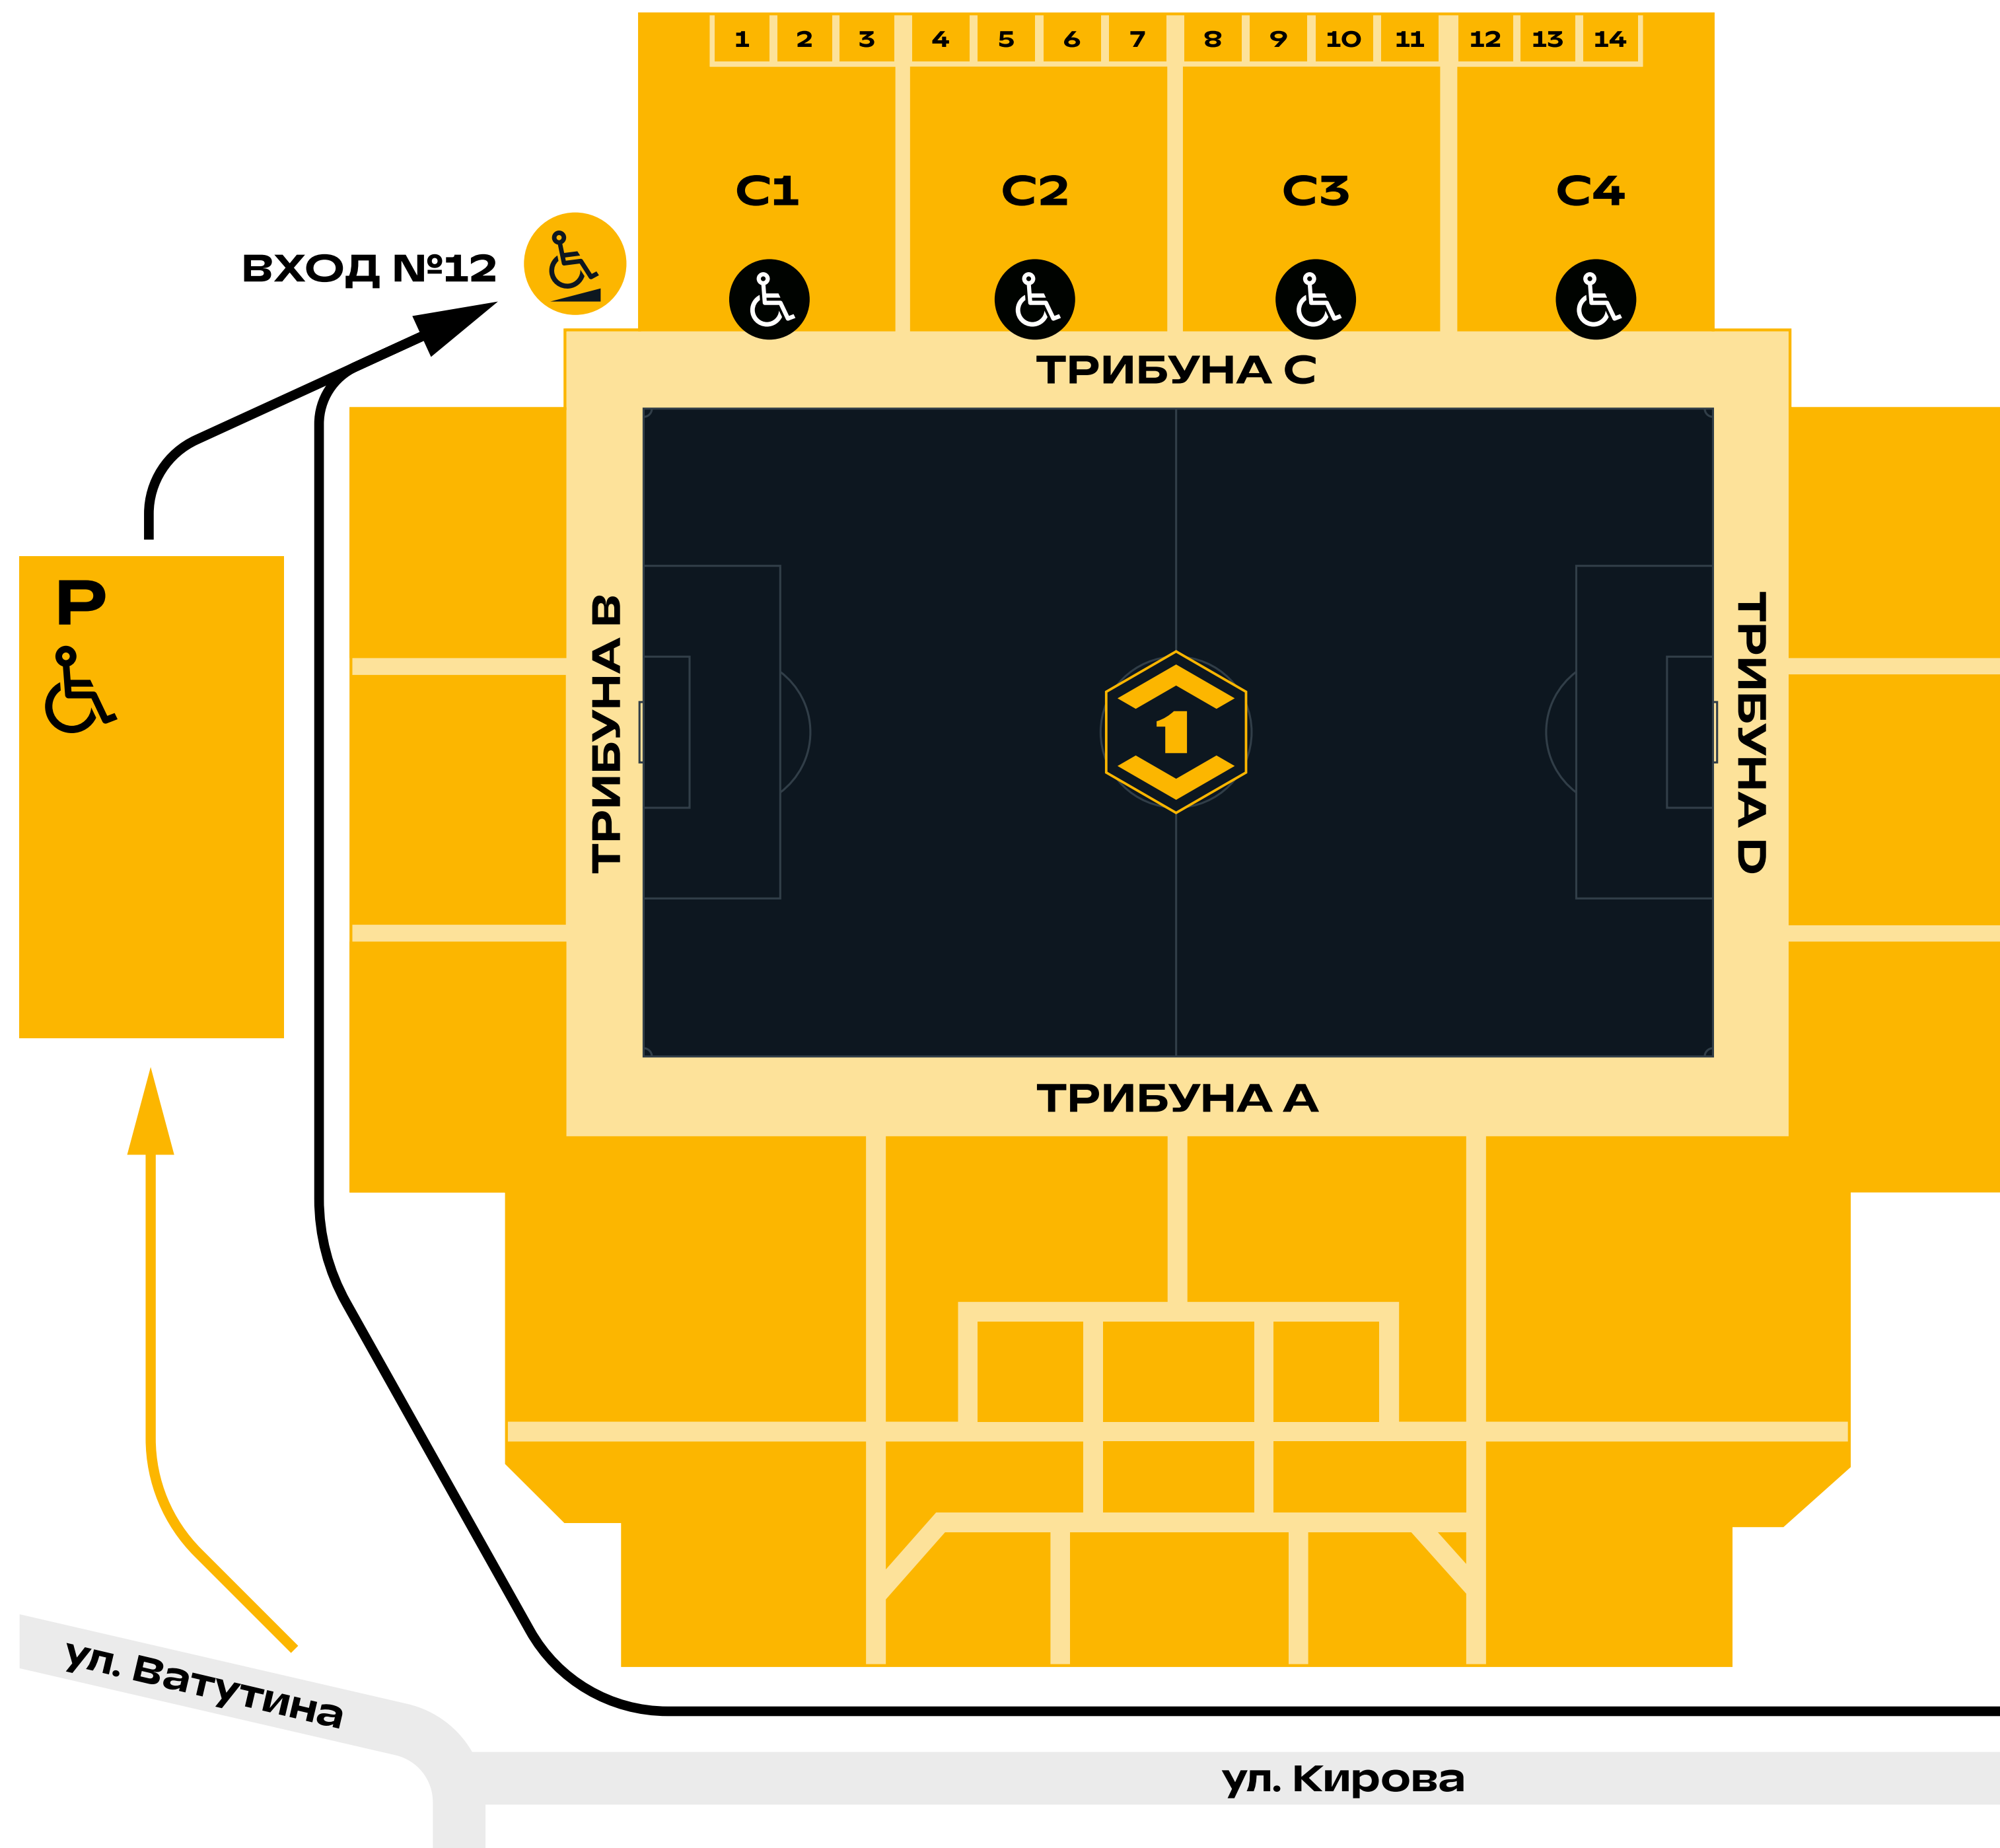 1 2 3 4 5 6 7 8 9 10 11 12 13 14
C1 C2 C3 C4
ВХОД №12
ТРИБУНА C
P
ТРИБУНА B
1
ТРИБУНА D
ТРИБУНА A
ул. Ватутина
ул. Кирова